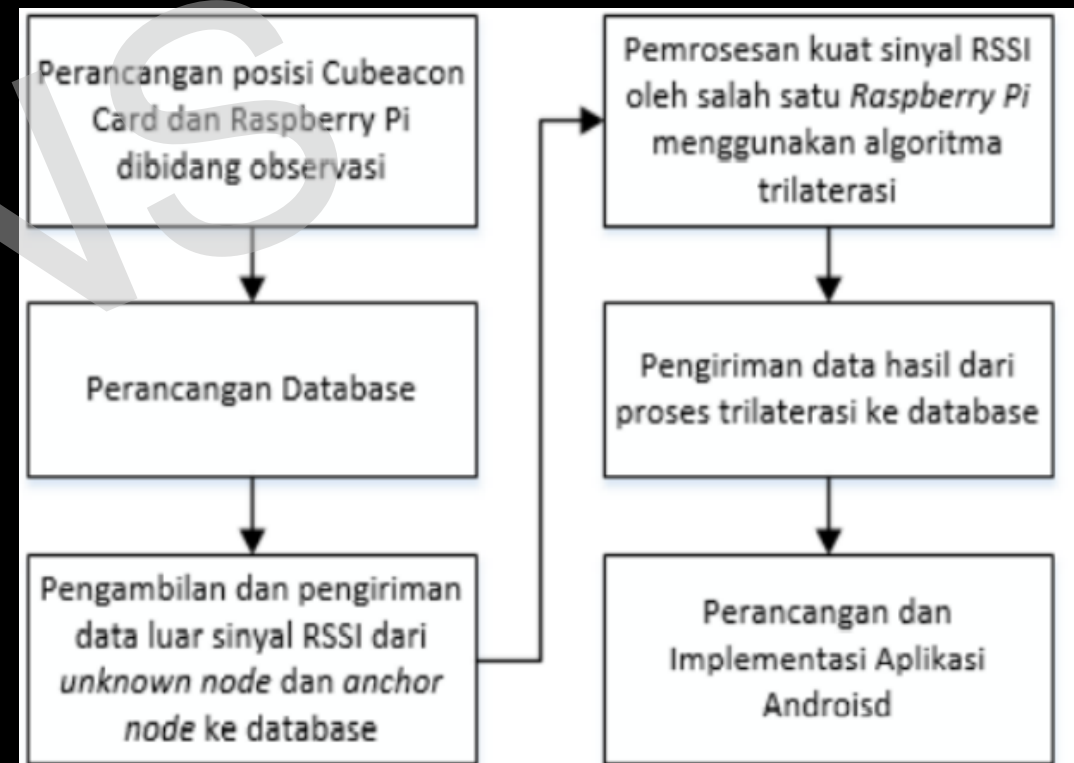 Perancangan posisi Cubeacon
Card dan Raspberry Pi
dibidang observasi
Perancangan Database
Pengambilan dan pengiriman
data luar sinyal RSSI dari
unknown node dan anchor
node ke database
Pemrosesan kuat sinyal RSSI
oleh salah satu Raspberry Pi
menggunakan algoritma
trilaterasi
Pengiriman data hasil dari
proses trilaterasi ke database
Perancangan dan
Implementasi Aplikasi
Androisd